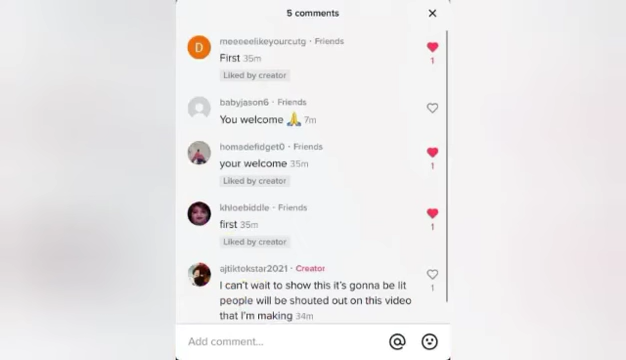 5 comments
D
meeeeelikeyourcutg · Friends
First 35m
Liked by creator
1
babyjason6 · Friends
You welcome 🙏 7m
homadefidget0 · Friends
your welcome 35m
Liked by creator
1
khloebiddle · Friends
first 35m
Liked by creator
1
ajtiktokstar2021 · Creator
I can't wait to show this it's gonna be lit
people will be shouted out on this video
that I'm making 34m
1
Add comment...